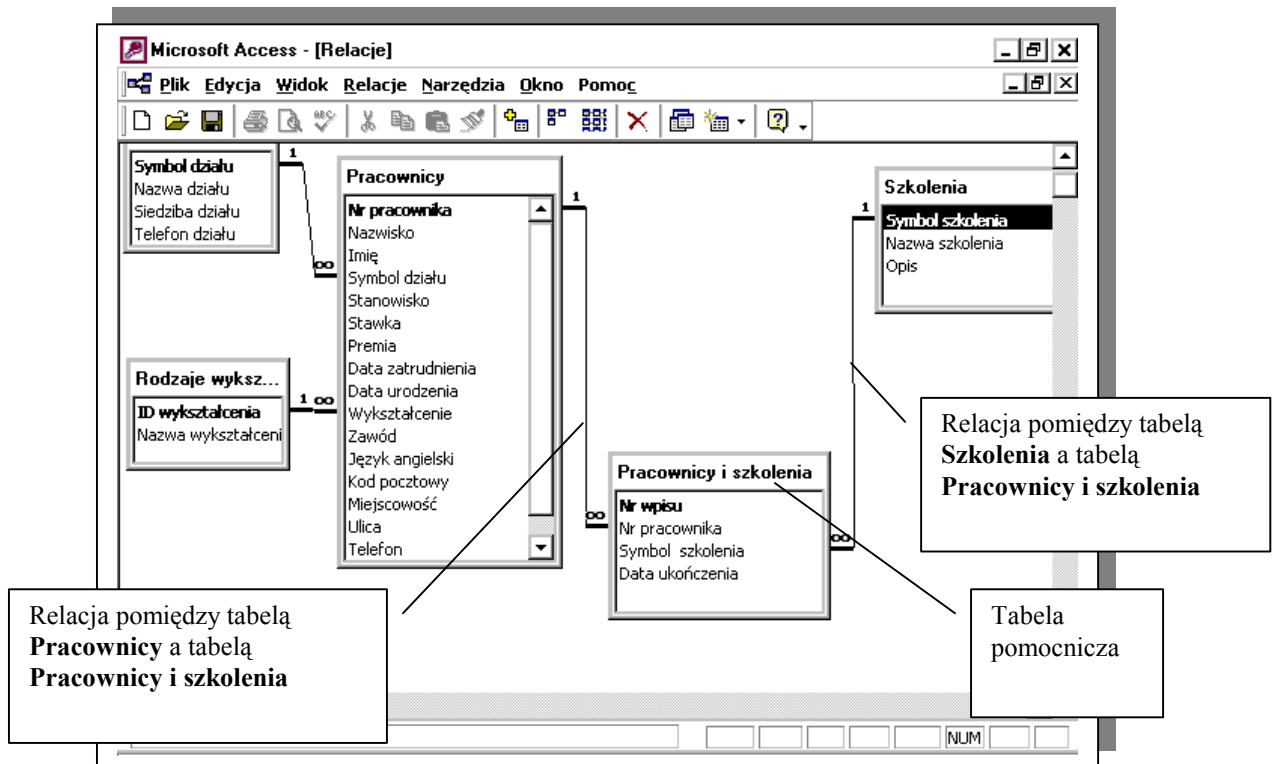 Microsoft Access - [Relacje]
Plik Edycja Widok Relacje Narzędzia Okno Pomoc
Symbol działu
Nazwa działu
Siedziba działu
Telefon działu
1
∞
Pracownicy
Nr pracownika
Nazwisko
Imię
Symbol działu
Stanowisko
Stawka
Premia
Data zatrudnienia
Data urodzenia
Wykształcenie
Zawód
Język angielski
Kod pocztowy
Miejscowość
Ulica
Telefon
1
∞
Szkolenia
Symbol szkolenia
Nazwa szkolenia
Opis
1
∞
Rodzaje wyksz...
ID wykształcenia
Nazwa wykształceni
1 ∞
Pracownicy i szkolenia
Nr wpisu
Nr pracownika
Symbol szkolenia
Data ukończenia
Relacja pomiędzy tabelą
Szkolenia a tabelą
Pracownicy i szkolenia
Relacja pomiędzy tabelą
Pracownicy a tabelą
Pracownicy i szkolenia
Tabela
pomocnicza
NUM